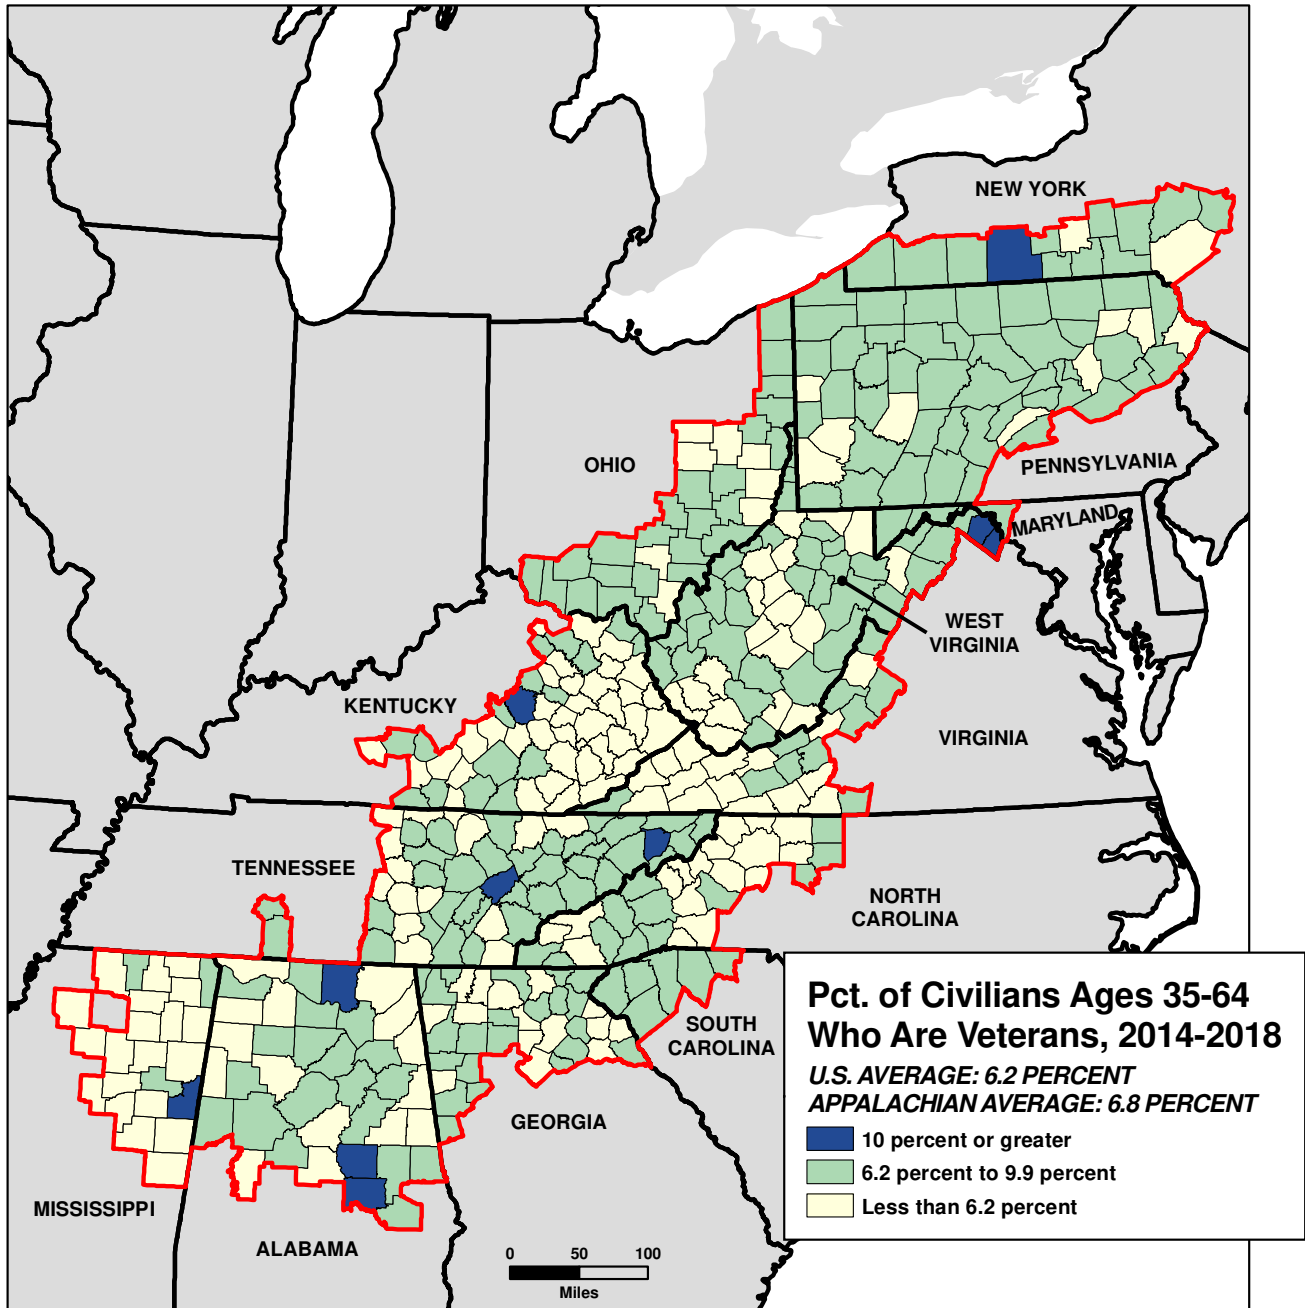 NEW YORK
OHIO
PENNSYLVANIA
MARYLAND
WEST
VIRGINIA
KENTUCKY
VIRGINIA
TENNESSEE
NORTH
CAROLINA
SOUTH
CAROLINA
GEORGIA
MISSISSIPPI
ALABAMA
Pct. of Civilians Ages 35-64
Who Are Veterans, 2014-2018
U.S. AVERAGE: 6.2 PERCENT
APPALACHIAN AVERAGE: 6.8 PERCENT
10 percent or greater
6.2 percent to 9.9 percent
Less than 6.2 percent
0 50 100
Miles